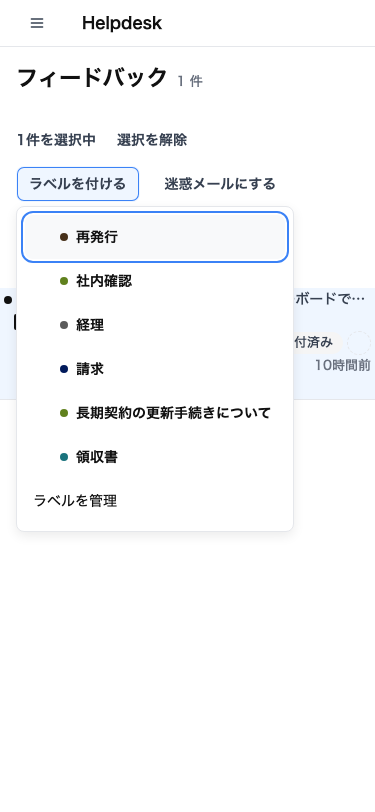 Helpdesk
フィードバック 1 件
1件を選択中 選択を解除
ラベルを付ける 迷惑メールにする
再発行
社内確認
経理
請求
長期契約の更新手続きについて
領収書
ラベルを管理
ボードで…
付済み
10時間前